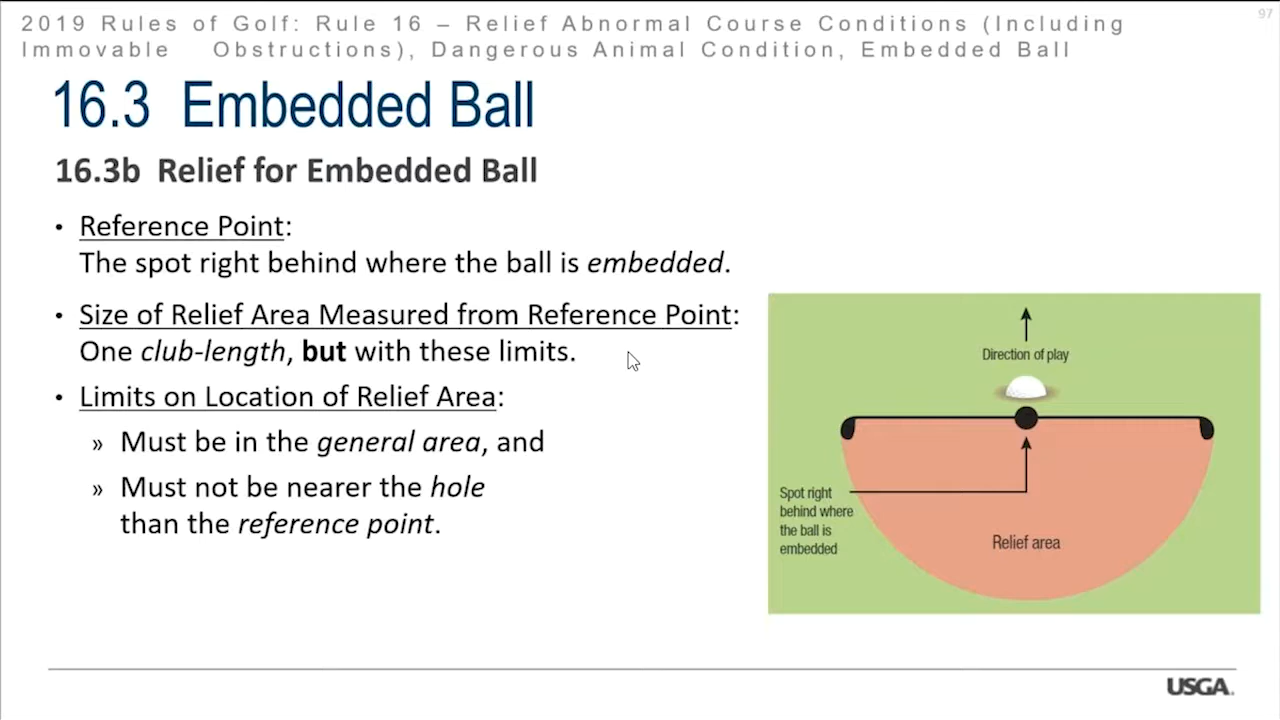 97
2019 Rules of Golf: Rule 16 – Relief Abnormal Course Conditions (Including
Immovable Obstructions), Dangerous Animal Condition, Embedded Ball
16.3 Embedded Ball
16.3b Relief for Embedded Ball
• Reference Point:
The spot right behind where the ball is embedded.
• Size of Relief Area Measured from Reference Point:
One club-length, but with these limits.
• Limits on Location of Relief Area:
» Must be in the general area, and
» Must not be nearer the hole
than the reference point.
Direction of play
Spot right
behind where
the ball is
embedded
Relief area
USGA.